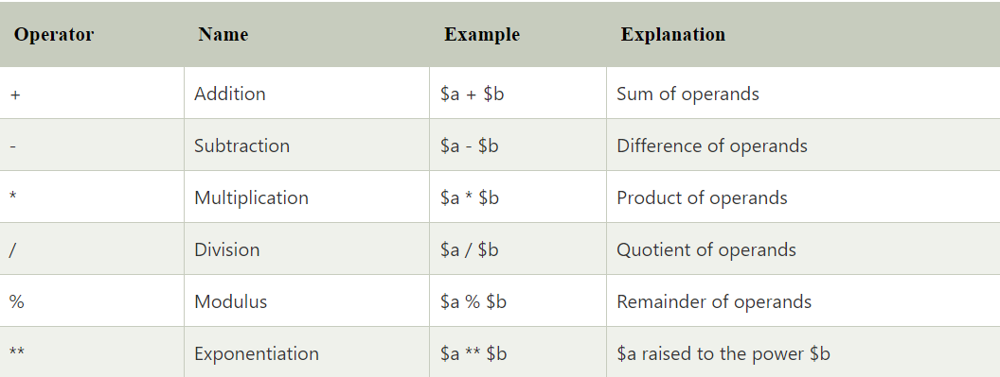 Operator Name Example Explanation
+ Addition $a + $b Sum of operands
- Subtraction $a - $b Difference of operands
* Multiplication $a * $b Product of operands
/ Division $a / $b Quotient of operands
% Modulus $a % $b Remainder of operands
** Exponentiation $a ** $b $a raised to the power $b